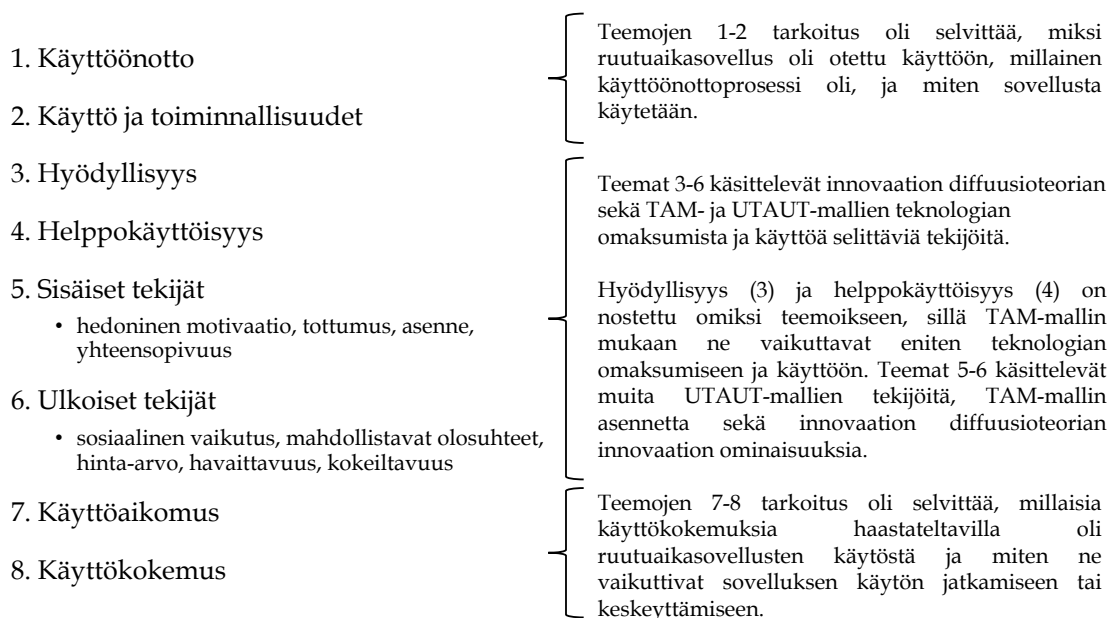 1. Käyttöönotto
2. Käyttö ja toiminnallisuudet
Teemojen 1-2 tarkoitus oli selvittää, miksi
ruutuaikasovellus oli otettu käyttöön, millainen
käyttöönottoprosessi oli, ja miten sovellusta
käytetään.
3. Hyödyllisyys
4. Helppokäyttöisyys
5. Sisäiset tekijät
• hedoninen motivaatio, tottumus, asenne,
yhteensopivuus
6. Ulkoiset tekijät
• sosiaalinen vaikutus, mahdollistavat olosuhteet,
hinta-arvo, havaittavuus, kokeiltavuus
Teemat 3-6 käsittelevät innovaation diffuusioteorian
sekä TAM- ja UTAUT-mallien teknologian
omaksumista ja käyttöä selittäviä tekijöitä.
Hyödyllisyys (3) ja helppokäyttöisyys (4) on
nostettu omiksi teemoikseen, sillä TAM-mallin
mukaan ne vaikuttavat eniten teknologian
omaksumiseen ja käyttöön. Teemat 5-6 käsittelevät
muita UTAUT-mallien tekijöitä, TAM-mallin
asennetta sekä innovaation diffuusioteorian
innovaation ominaisuuksia.
7. Käyttöaikomus
8. Käyttökokemus
Teemojen 7-8 tarkoitus oli selvittää, millaisia
käyttökokemuksia haastateltavilla oli
ruutuaikasovellusten käytöstä ja miten ne
vaikuttivat sovelluksen käytön jatkamiseen tai
keskeyttämiseen.